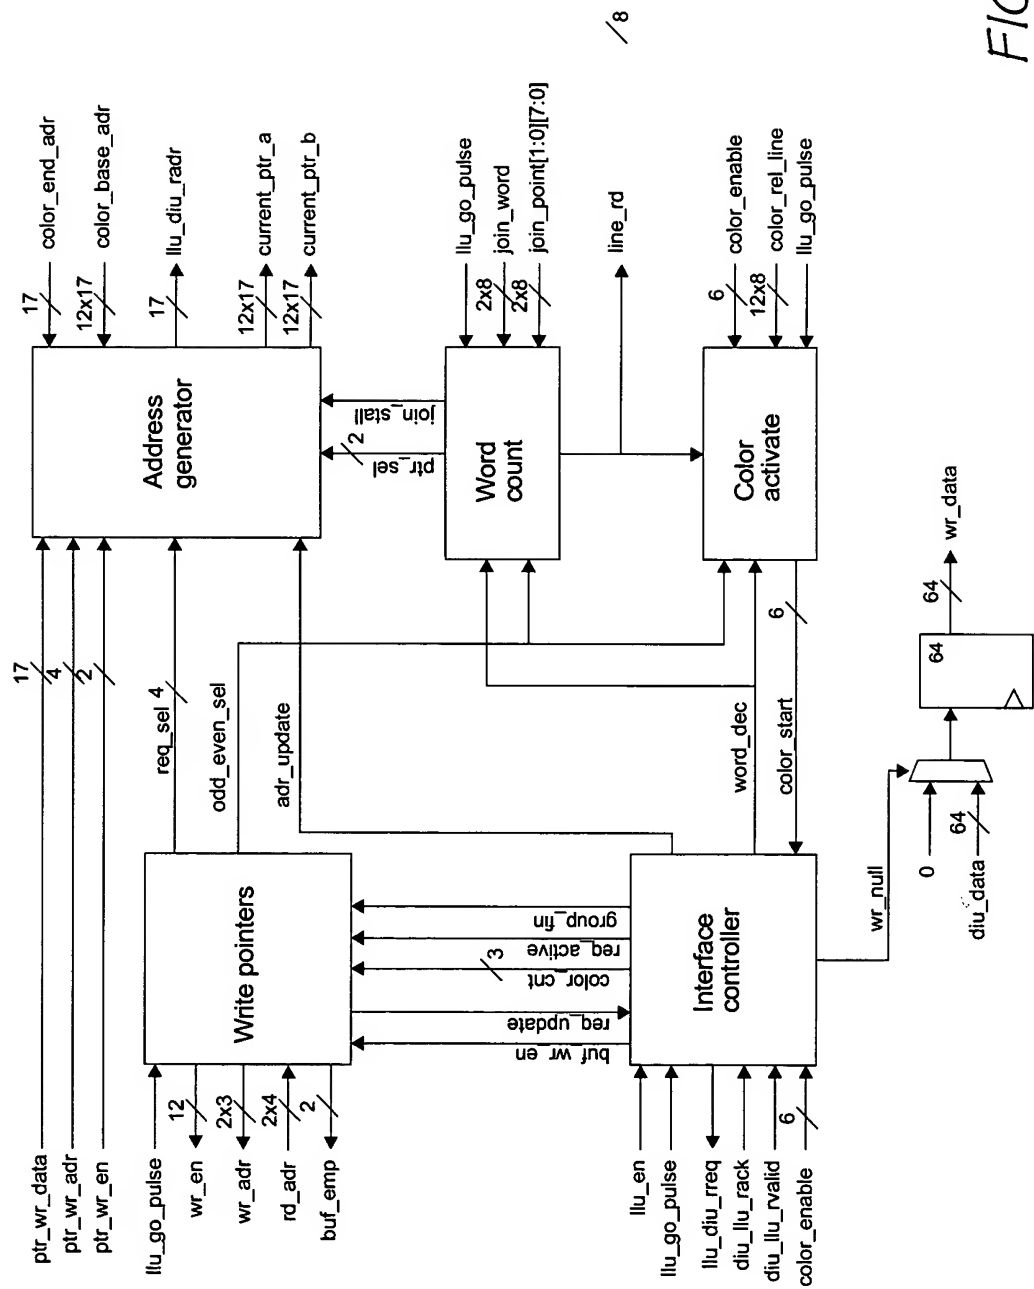 ptr_wr_data
ptr_wr_adr
ptr_wr_en
17
4
2
color_end_adr
17
color_base_adr
12x17
llu_diu_radr
17
current_ptr_a
12x17
current_ptr_b
12x17
Address
generator
req_sel
4
odd_even_sel
adr_update
llu_go_pulse
wr_en
12
wr_adr
2x3
rd_adr
2x4
buf_emp
2
Write pointers
join_stall
ptr_sel
2
llu_go_pulse
join_word
2x8
join_point[1:0][7:0]
2x8
Word
count
line_rd
buf_wr_en
req_update
color_cnt
3
req_active
group_fin
llu_en
llu_go_pulse
llu_diu_rreq
diu_llu_rack
diu_llu_rvalid
color_enable
6
Interface
controller
word_dec
color_start
6
color_enable
6
color_rel_line
12x8
llu_go_pulse
Color
activate
wr_null
0
diu_data
64
64
wr_data
64
8
FIG